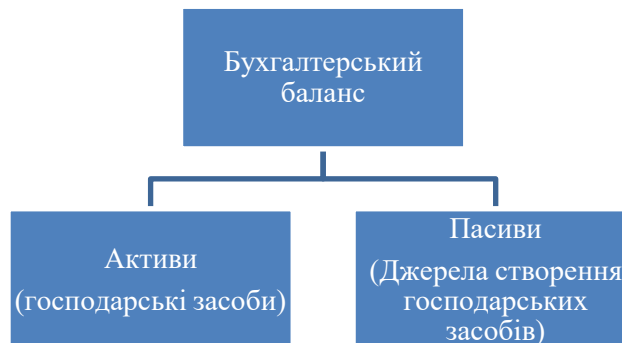 Бухгалтерський
баланс
Активи
(господарські засоби)
Пасиви
(Джерела створення
господарських
засобів)